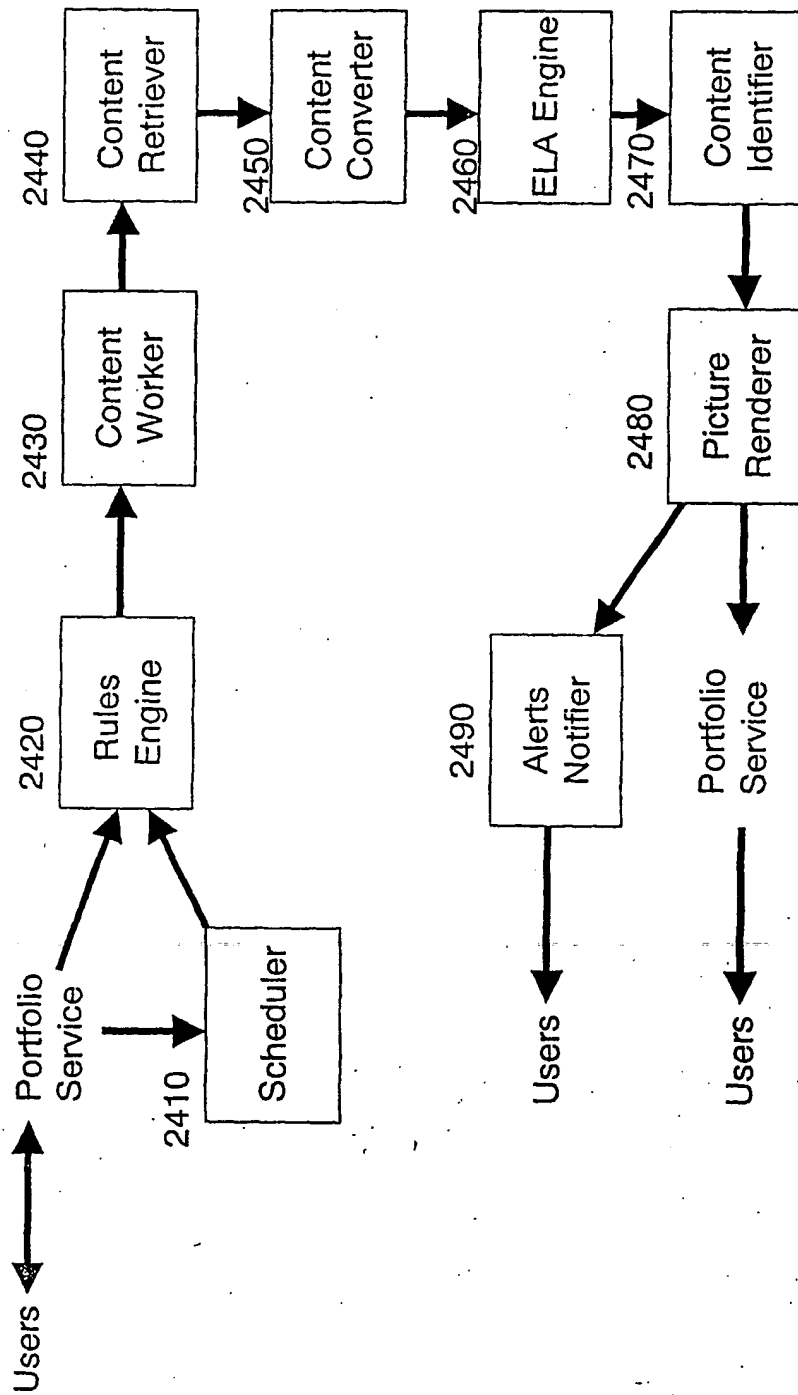 Users
Portfolio
Service
2410
Scheduler
2420
Rules
Engine
2430
Content
Worker
2440
Content
Retriever
2450
Content
Converter
2460
ELA Engine
2470
Content
Identifier
2480
Picture
Renderer
2490
Alerts
Notifier
Users
Portfolio
Service
Users